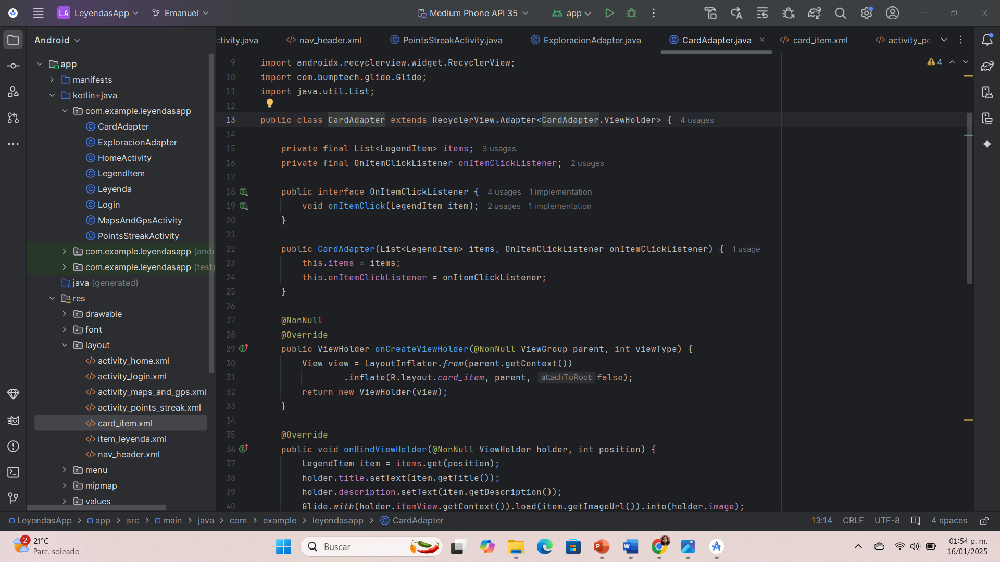 LA LeyendasApp Emanuel Medium Phone API 35 app
Android
ctivity.java nav_header.xml PointsStreakActivity.java ExploracionAdapter.java CardAdapter.java card_item.xml activity_po
app
manifests
kotlin+java
com.example.leyendasapp
CardAdapter
ExploracionAdapter
HomeActivity
LegendItem
Leyenda
Login
MapsAndGpsActivity
PointsStreakActivity
com.example.leyendasapp (andr
com.example.leyendasapp (test)
java (generated)
res
drawable
font
layout
activity_home.xml
activity_login.xml
activity_maps_and_gps.xml
activity_points_streak.xml
card_item.xml
item_leyenda.xml
nav_header.xml
menu
mipmap
values
4
9 import androidx.recyclerview.widget.RecyclerView;
10 import com.bumptech.glide.Glide;
11 import java.util.List;
12
13 public class CardAdapter extends RecyclerView.Adapter<CardAdapter.ViewHolder> { 4 usages
14
15 private final List<LegendItem> items; 3 usages
16 private final OnItemClickListener onItemClickListener; 2 usages
17
18 public interface OnItemClickListener { 4 usages 1 implementation
19 void onItemClick(LegendItem item); 2 usages 1 implementation
20 }
21
22 public CardAdapter(List<LegendItem> items, OnItemClickListener onItemClickListener) { 1 usage
23 this.items = items;
24 this.onItemClickListener = onItemClickListener;
25 }
26
27 @NonNull
28 @Override
29 public ViewHolder onCreateViewHolder(@NonNull ViewGroup parent, int viewType) {
30 View view = LayoutInflater.from(parent.getContext())
31 .inflate(R.layout.card_item, parent, attachToRoot: false);
32 return new ViewHolder(view);
33 }
34
35 @Override
36 public void onBindViewHolder(@NonNull ViewHolder holder, int position) {
37 LegendItem item = items.get(position);
38 holder.title.setText(item.getTitle());
39 holder.description.setText(item.getDescription());
40 Glide.with(holder.itemView.getContext()).load(item.getImageUrl()).into(holder.image);
LeyendasApp > app > src > main > java > com > example > leyendasapp > CardAdapter 13:14 CRLF UTF-8 4 spaces
2 21°C
Parc. soleado
Buscar
01:54 p. m.
16/01/2025